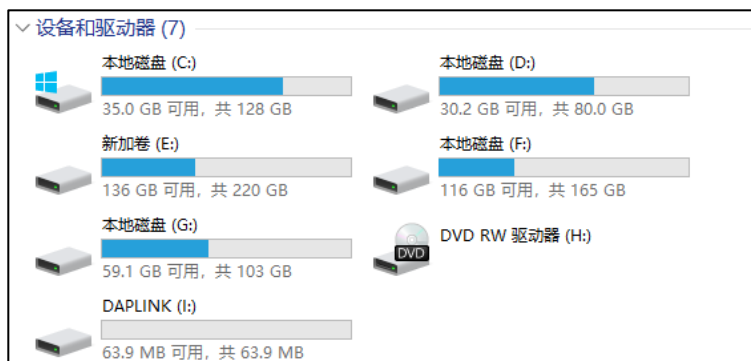 设备和驱动器 (7)
本地磁盘 (C:)
35.0 GB 可用，共 128 GB
本地磁盘 (D:)
30.2 GB 可用，共 80.0 GB
新加卷 (E:)
136 GB 可用，共 220 GB
本地磁盘 (F:)
116 GB 可用，共 165 GB
本地磁盘 (G:)
59.1 GB 可用，共 103 GB
DVD RW 驱动器 (H:)
DVD
DAPLINK (I:)
63.9 MB 可用，共 63.9 MB